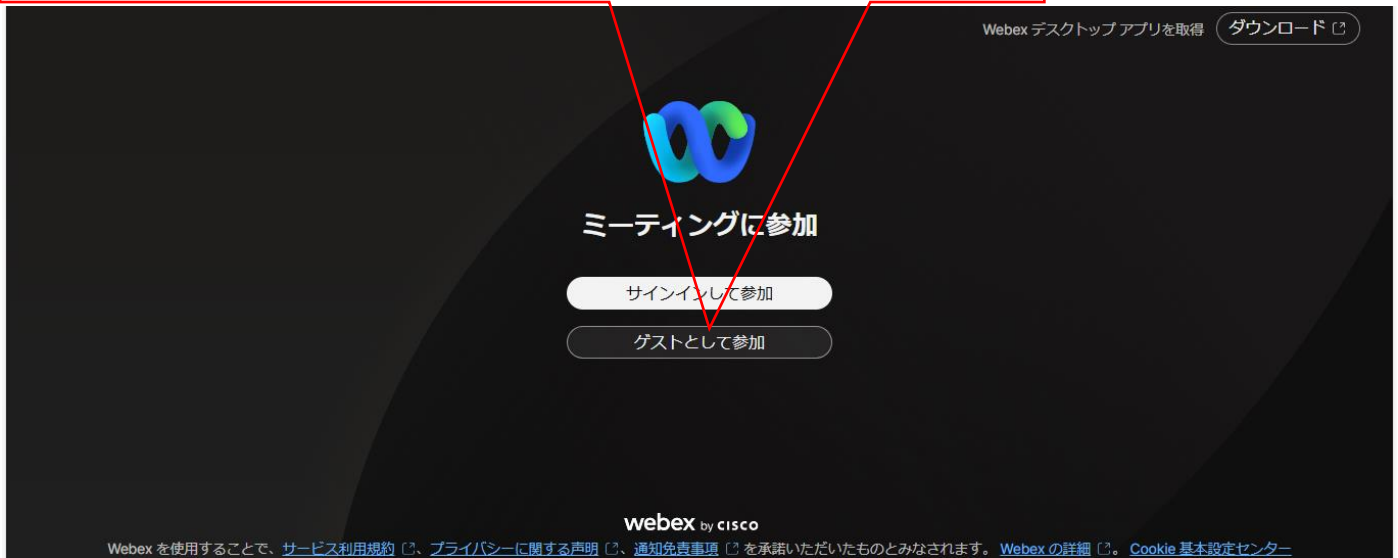 Webex デスクトップ アプリを取得 ダウンロード
ミーティングに参加
サインインして参加
ゲストとして参加
webex by CISCO
Webex を使用することで、サービス利用規約、プライバシーに関する声明、通知免責事項 を承諾いただいたものとみなされます。 Webex の詳細。 Cookie 基本設定センター